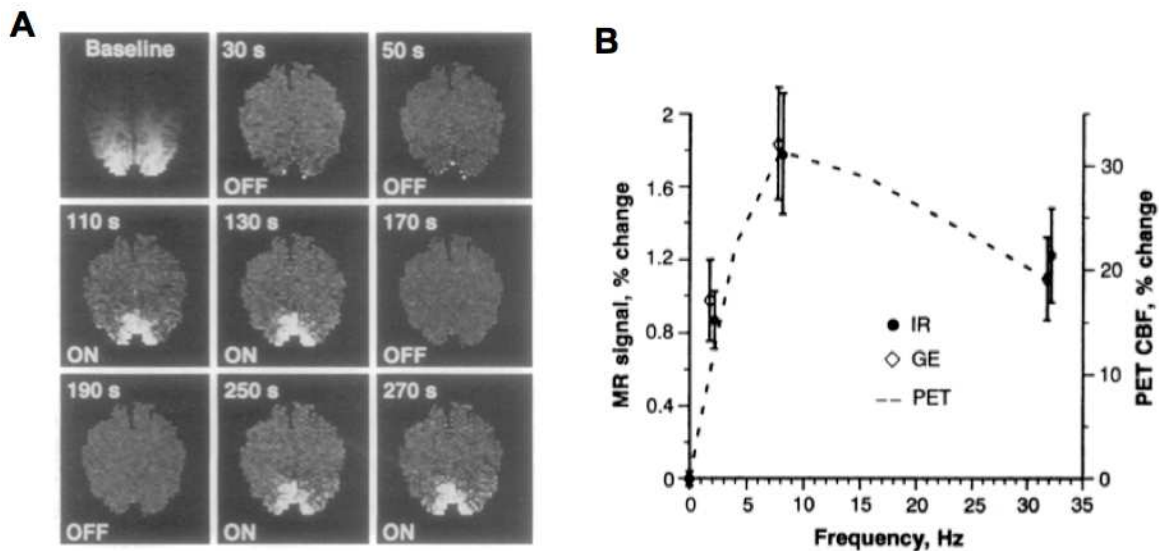 A
Baseline
30 s
OFF
50 s
OFF
110 s
ON
130 s
ON
170 s
OFF
190 s
OFF
250 s
ON
270 s
ON
B
MR signal, % change
2
1.6
1.2
0.8
0.4
0
IR
GE
PET
30
20
10
0
PET CBF, % change
0 5 10 15 20 25 30 35
Frequency, Hz